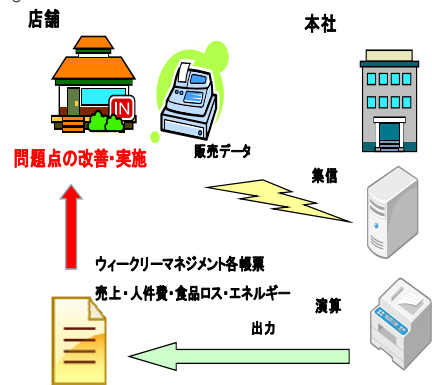 店舗
本社
IN
販売データ
問題点の改善・実施
集信
ウィークリーマネジメント各帳票
売上・人件費・食品ロス・エネルギー
演算
出力